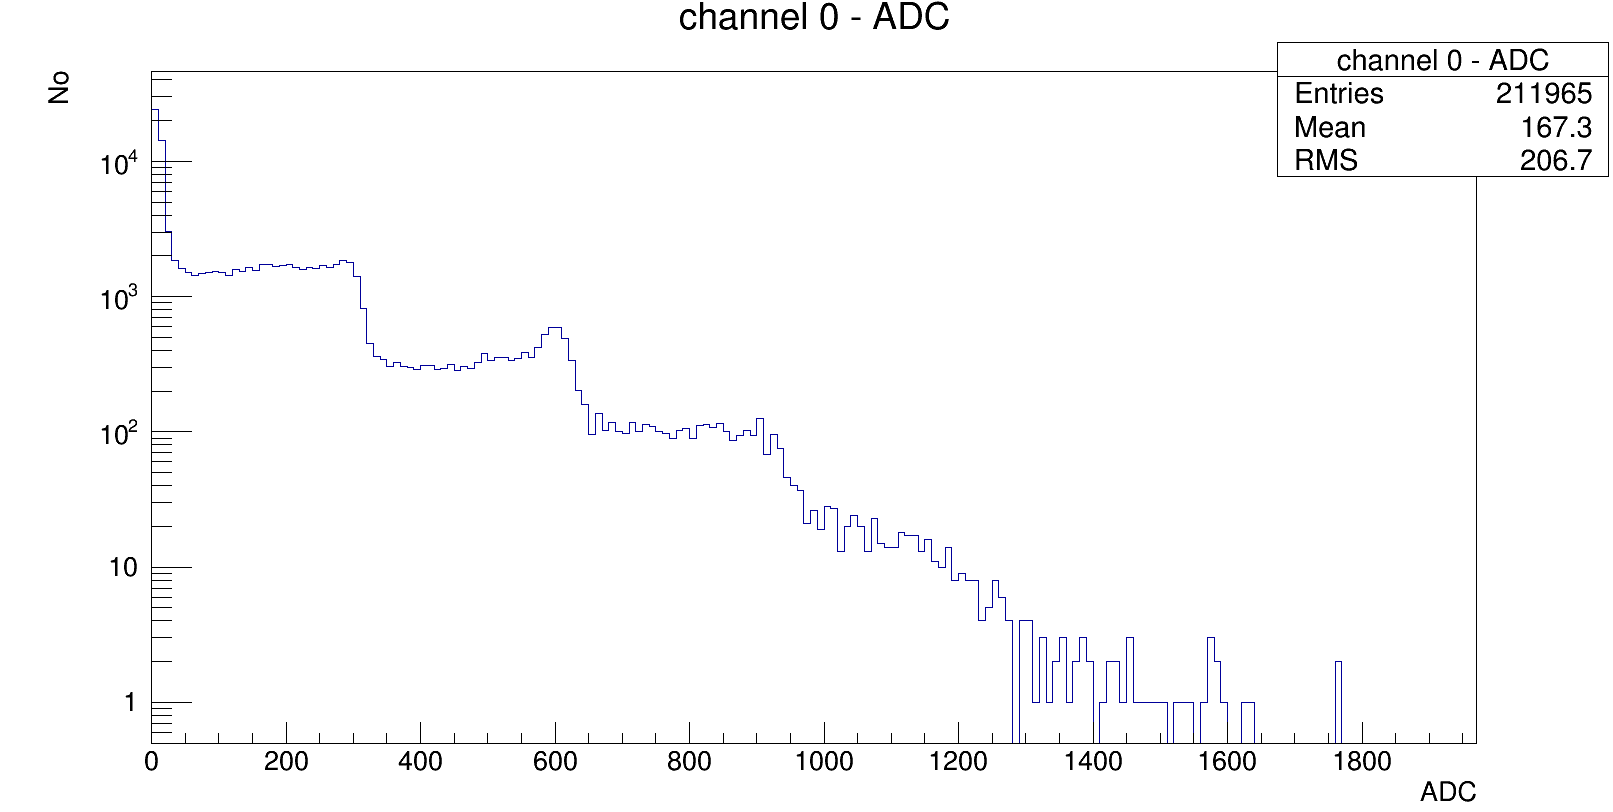 channel 0 - ADC
channel 0 - ADC
Entries 211965
Mean 167.3
RMS 206.7
No
10^4
10^3
10^2
10
1
0 200 400 600 800 1000 1200 1400 1600 1800
ADC